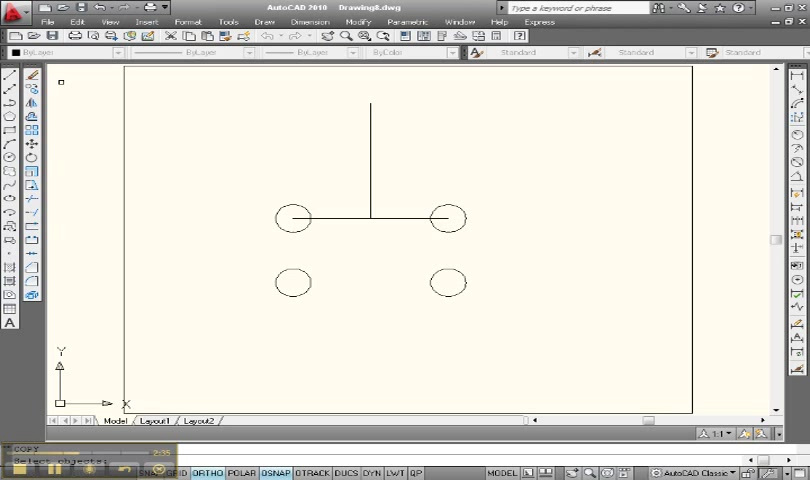 AutoCAD 2010 Drawing8.dwg
Type a keyword or phrase
File Edit View Insert Format Tools Draw Dimension Modify Parametric Window Help Express
ByLayer ByLayer ByLayer ByColor Standard Standard Standard
Y
X
A
Model Layout1 Layout2
1:1
COPY
Select objects:
2:35
SNAP GRID ORTHO POLAR OSNAP OTRACK DUCS DYN LWT QP MODEL AutoCAD Classic